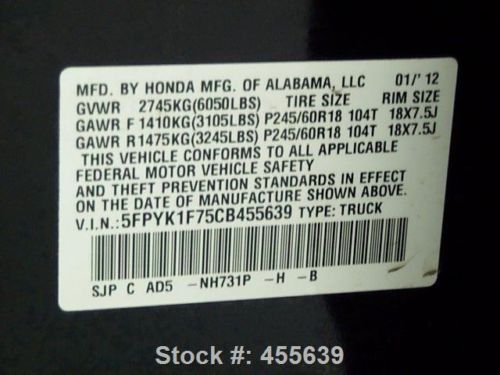 MFD. BY HONDA MFG. OF ALABAMA, LLC 01/' 12
GVWR 2745KG(6050LBS) TIRE SIZE RIM SIZE
GAWR F 1410KG(3105LBS) P245/60R18 104T 18X7.5J
GAWR R 1475KG(3245LBS) P245/60R18 104T 18X7.5J
THIS VEHICLE CONFORMS TO ALL APPLICABLE
FEDERAL MOTOR VEHICLE SAFETY
AND THEFT PREVENTION STANDARDS IN EFFECT
ON THE DATE OF MANUFACTURE SHOWN ABOVE.
V.I.N.: 5FPYK1F75CB455639 TYPE: TRUCK
SJP C AD5 -NH731P -H -B
Stock #: 455639